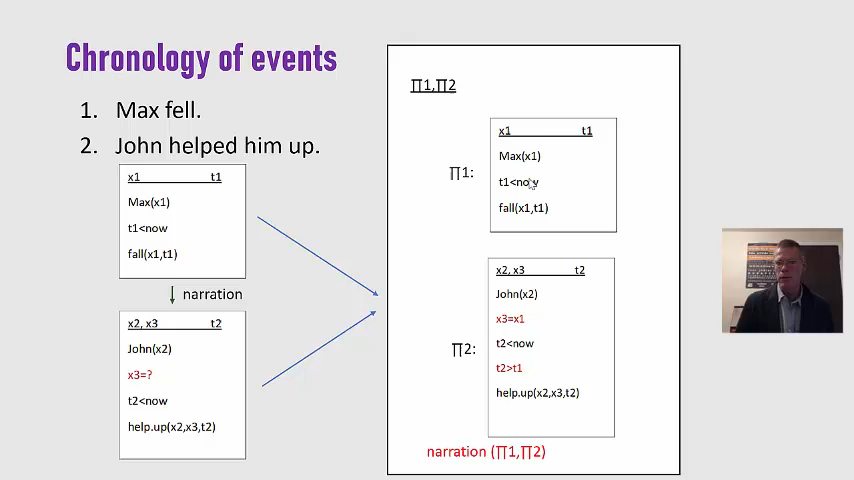 Chronology of events
1. Max fell.
2. John helped him up.
x1 t1
Max(x1)
t1<now
fall(x1,t1)
narration
x2, x3 t2
John(x2)
x3=?
t2<now
help.up(x2,x3,t2)
∏1,∏2
∏1:
x1 t1
Max(x1)
t1<now
fall(x1,t1)
∏2:
x2, x3 t2
John(x2)
x3=x1
t2<now
t2>t1
help.up(x2,x3,t2)
narration (∏1,∏2)